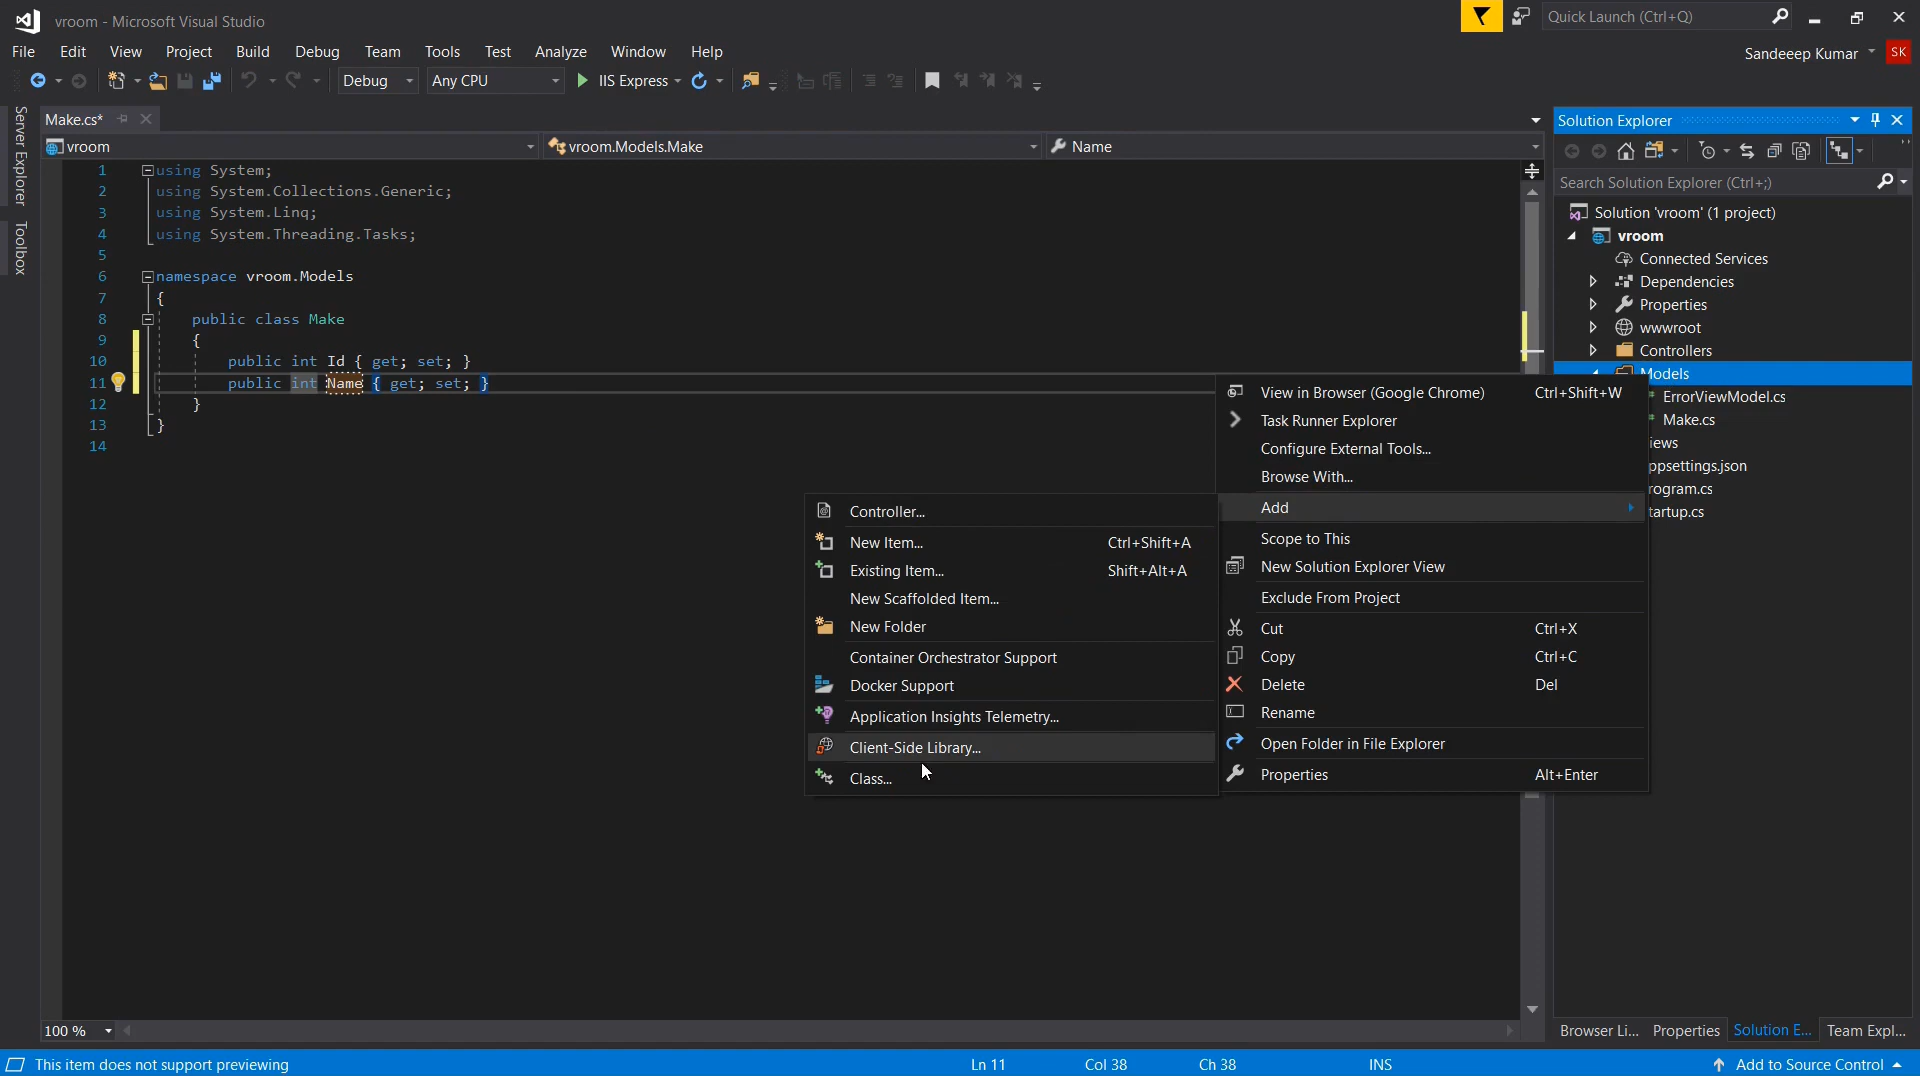 vroom - Microsoft Visual Studio
Quick Launch (Ctrl+Q)
File Edit View Project Build Debug Team Tools Test Analyze Window Help
Sandeeep Kumar SK
Debug Any CPU IIS Express
Server Explorer
Toolbox
Make.cs*
vroom vroom.Models.Make Name
1 using System;
2 using System.Collections.Generic;
3 using System.Linq;
4 using System.Threading.Tasks;
5
6 namespace vroom.Models
7 {
8 public class Make
9 {
10 public int Id { get; set; }
11 public int Name { get; set; }
12 }
13 }
14
Controller...
New Item... Ctrl+Shift+A
Existing Item... Shift+Alt+A
New Scaffolded Item...
New Folder
Container Orchestrator Support
Docker Support
Application Insights Telemetry...
Client-Side Library...
Class...
View in Browser (Google Chrome) Ctrl+Shift+W
Task Runner Explorer
Configure External Tools...
Browse With...
Add
Scope to This
New Solution Explorer View
Exclude From Project
Cut Ctrl+X
Copy Ctrl+C
Delete Del
Rename
Open Folder in File Explorer
Properties Alt+Enter
Solution Explorer
Search Solution Explorer (Ctrl+;)
Solution 'vroom' (1 project)
vroom
Connected Services
Dependencies
Properties
wwwroot
Controllers
Models
ErrorViewModel.cs
Make.cs
iews
ppsettings.json
rogram.cs
tartup.cs
100 %
Browser Li... Properties Solution E... Team Expl...
This item does not support previewing Ln 11 Col 38 Ch 38 INS Add to Source Control